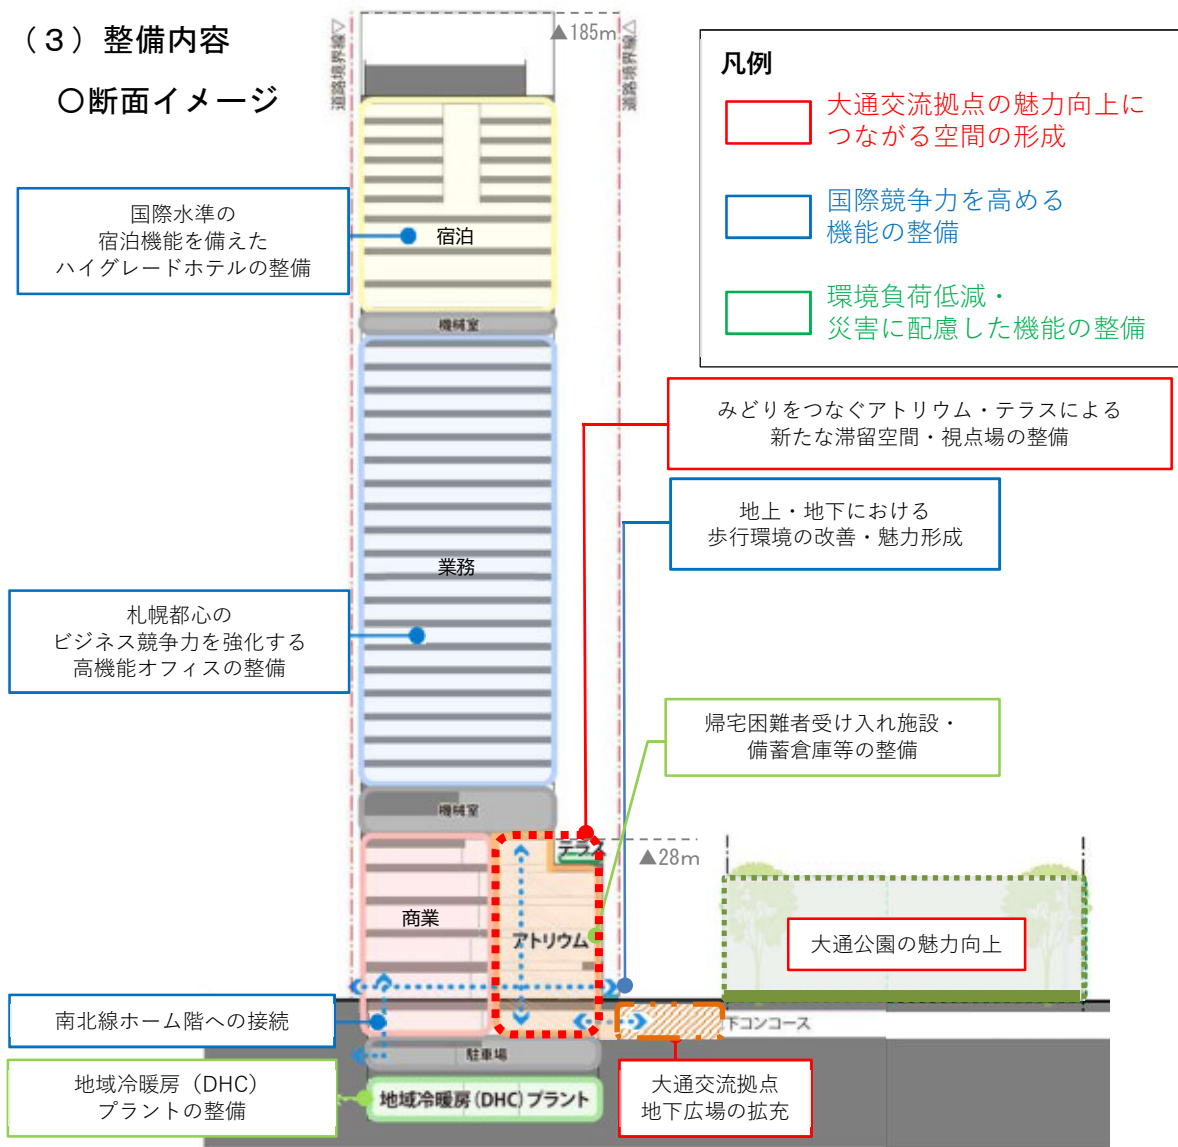 （３）整備内容
〇断面イメージ
道路境界線▽
▲185m
道路境界線▽
凡例
大通交流拠点の魅力向上に
つながる空間の形成
国際競争力を高める
機能の整備
環境負荷低減・
災害に配慮した機能の整備
国際水準の
宿泊機能を備えた
ハイグレードホテルの整備
宿泊
機械室
みどりをつなぐアトリウム・テラスによる
新たな滞留空間・視点場の整備
地上・地下における
歩行環境の改善・魅力形成
業務
札幌都心の
ビジネス競争力を強化する
高機能オフィスの整備
帰宅困難者受け入れ施設・
備蓄倉庫等の整備
機械室
テラス
▲28m
商業
アトリウム
大通公園の魅力向上
南北線ホーム階への接続
下コンコース
駐車場
地域冷暖房（DHC）
プラントの整備
地域冷暖房(DHC)プラント
大通交流拠点
地下広場の拡充